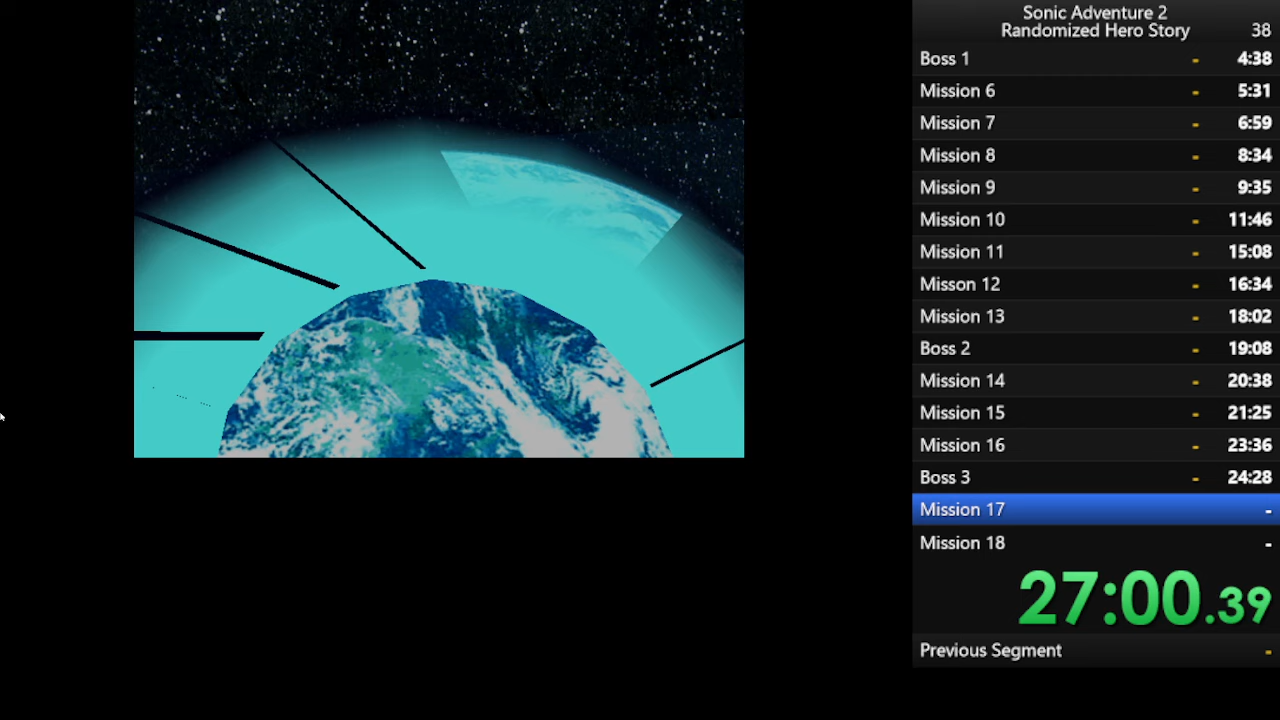 Sonic Adventure 2
Randomized Hero Story 38
Boss 1 - 4:38
Mission 6 - 5:31
Mission 7 - 6:59
Mission 8 - 8:34
Mission 9 - 9:35
Mission 10 - 11:46
Mission 11 - 15:08
Misson 12 - 16:34
Mission 13 - 18:02
Boss 2 - 19:08
Mission 14 - 20:38
Mission 15 - 21:25
Mission 16 - 23:36
Boss 3 - 24:28
Mission 17 -
Mission 18 -
27:00.39
Previous Segment -